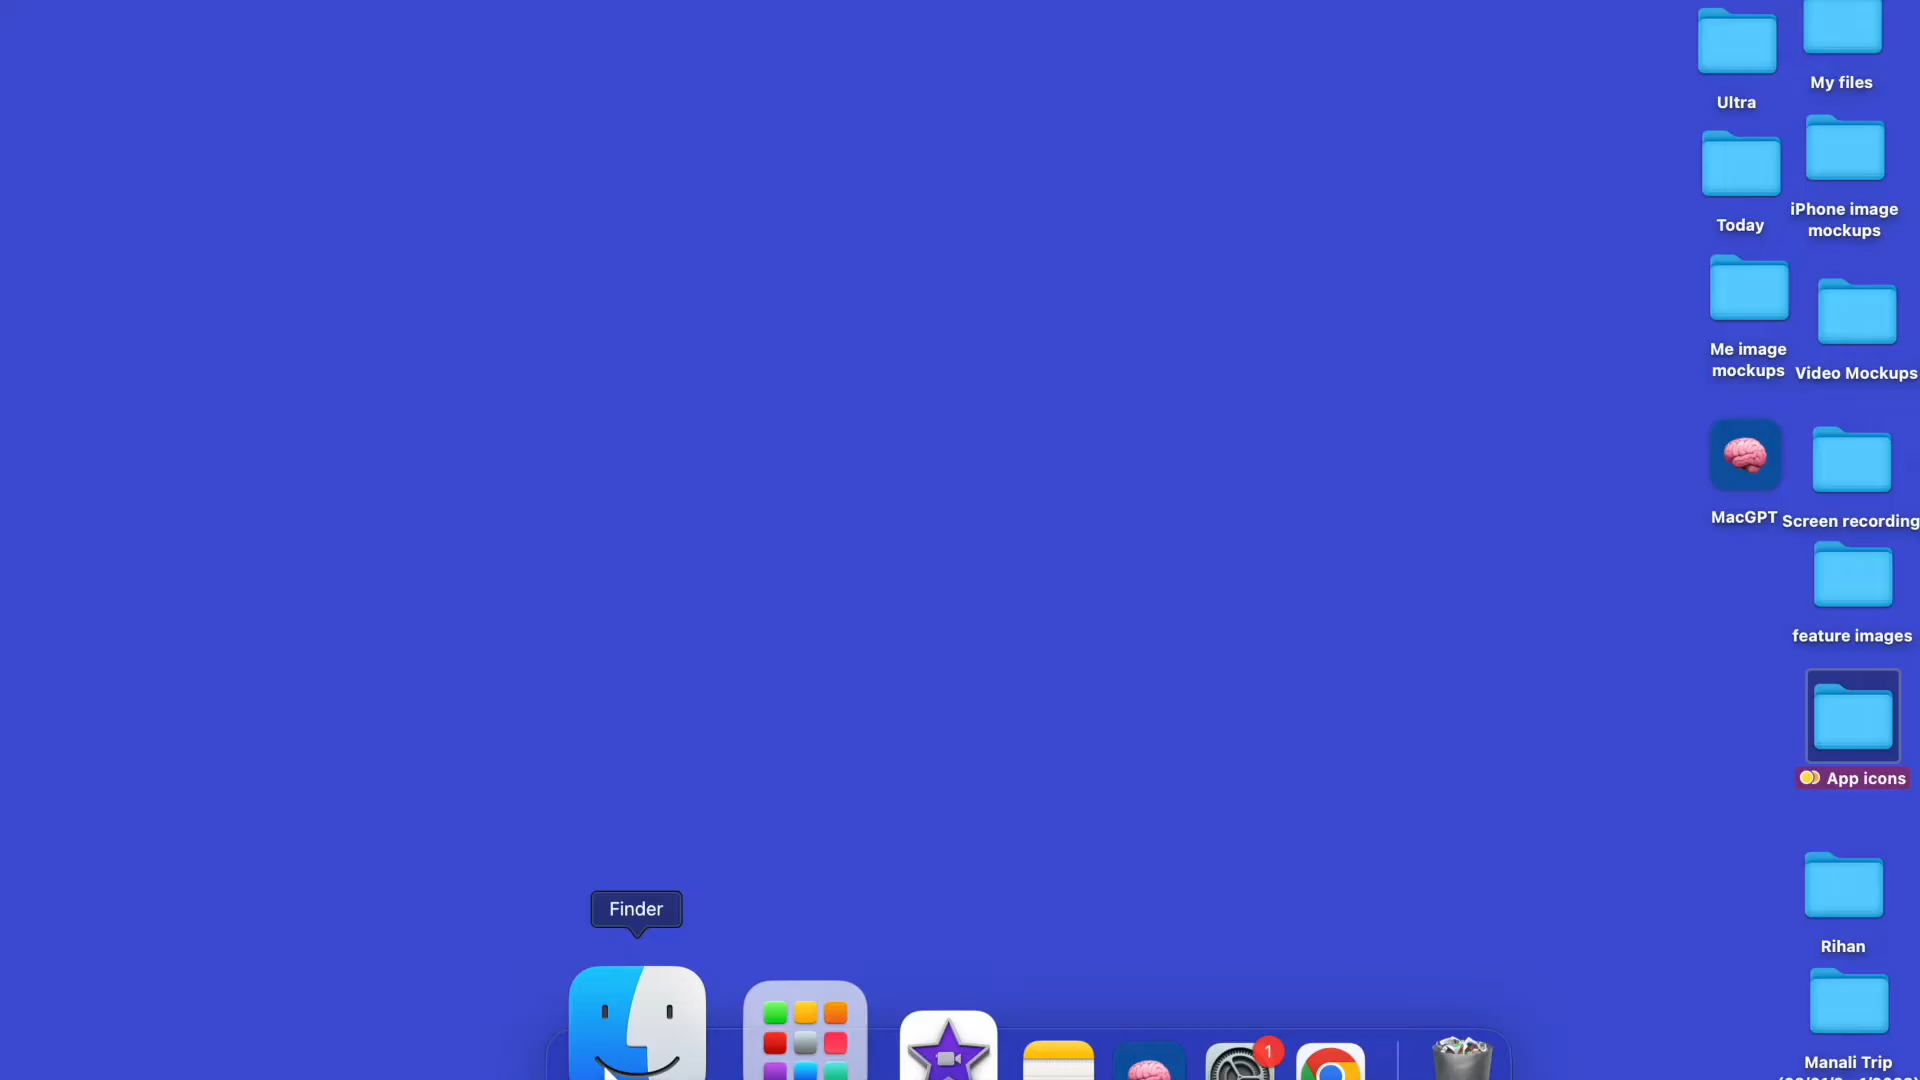 My files
Ultra
iPhone image
mockups
Today
Me image
mockups
Video Mockups
MacGPT
Screen recording
feature images
App icons
Finder
Rihan
1
Manali Trip